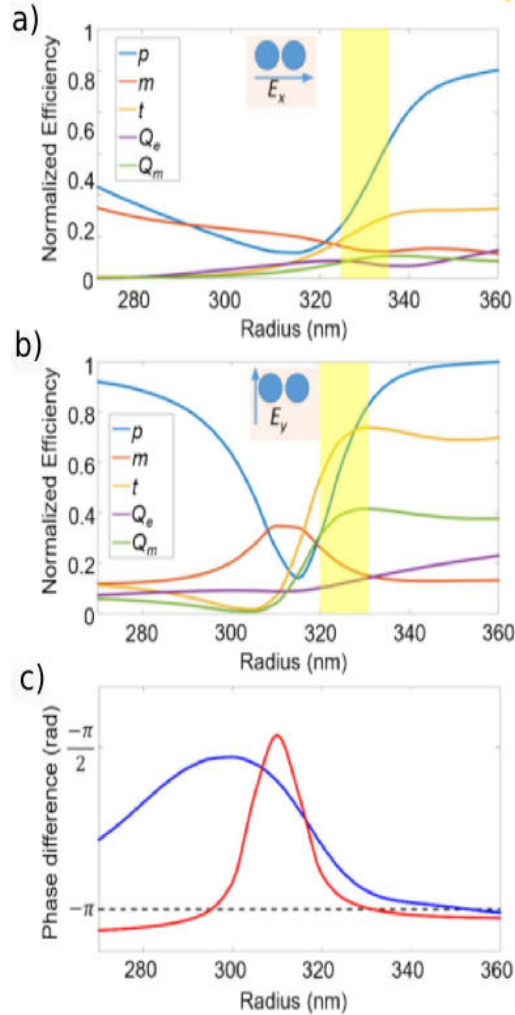 a)
1
0.8
0.6
0.4
0.2
0
Normalized Efficiency
p
m
t
Qe
Qm
Ex
280 300 320 340 360
Radius (nm)
b)
1
0.8
0.6
0.4
0.2
0
Normalized Efficiency
p
m
t
Qe
Qm
Ey
280 300 320 340 360
Radius (nm)
c)
Phase difference (rad)
−π
2
−π
280 300 320 340 360
Radius (nm)